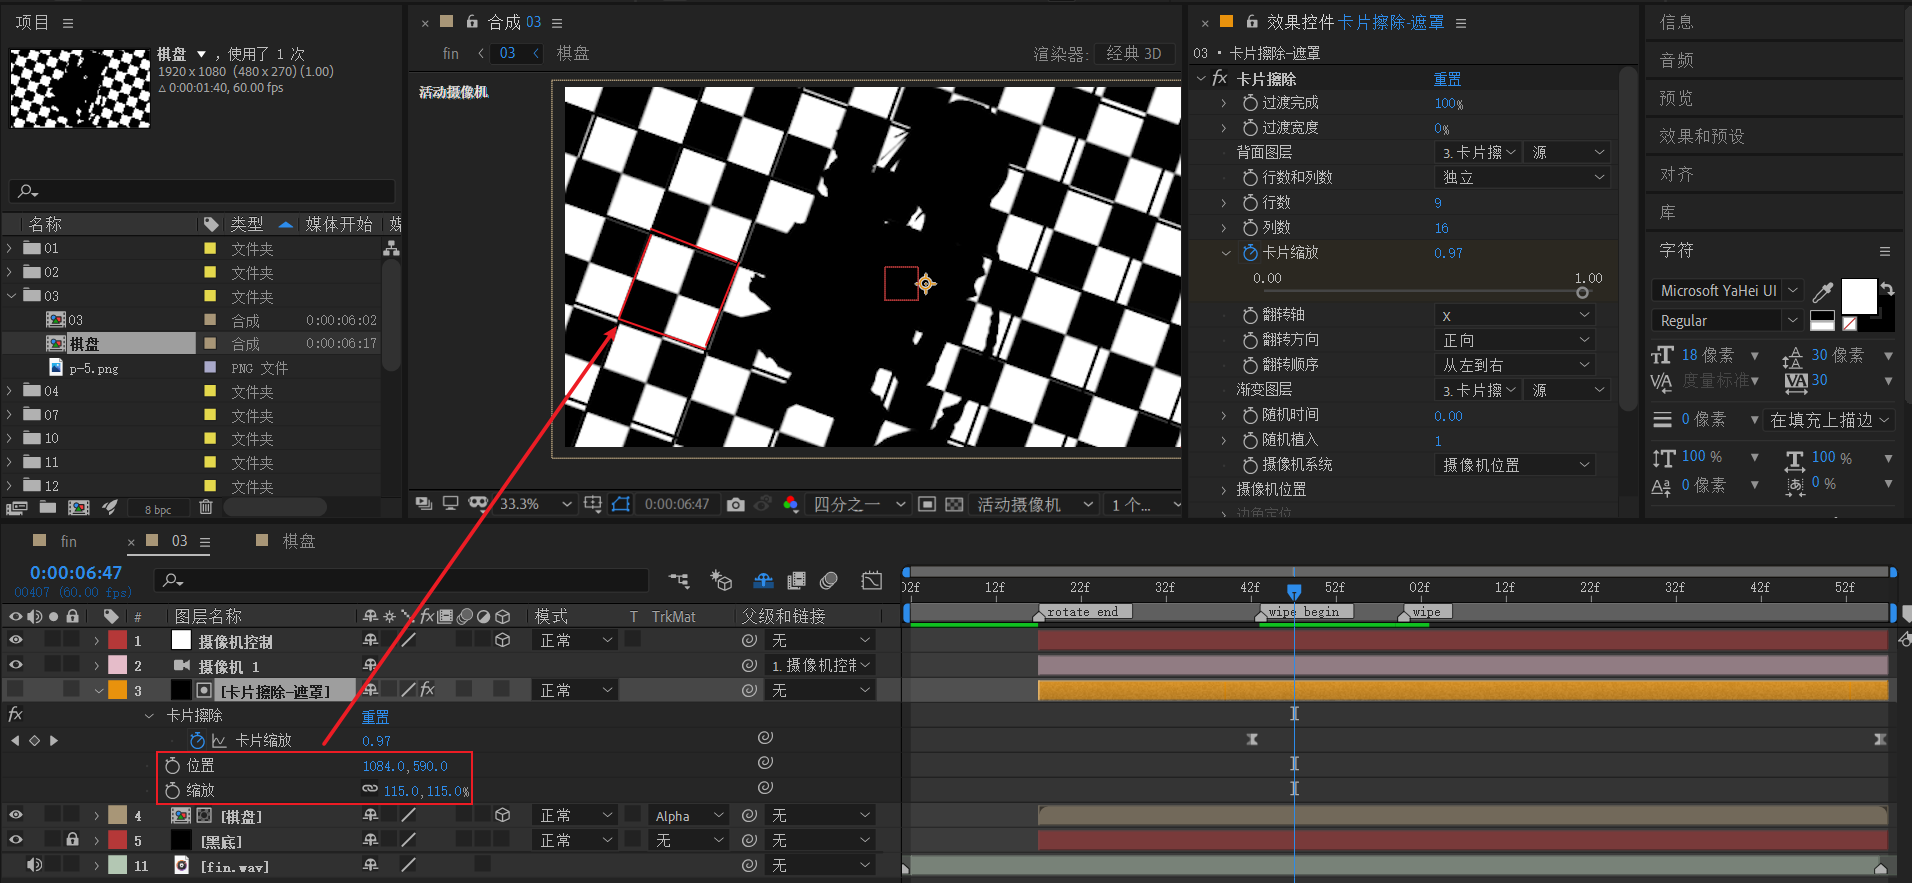 项目
棋盘 ▼ ，使用了 1 次
1920 x 1080 (480 x 270) (1.00)
△ 0:00:01:40, 60.00 fps
名称 类型 媒体开始 媒
01 文件夹
02 文件夹
03 文件夹
03 合成 0:00:06:02
棋盘 合成 0:00:06:17
p-5.png PNG 文件
04 文件夹
07 文件夹
10 文件夹
11 文件夹
12 文件夹
8 bpc
× 合成 03
fin 03 棋盘
渲染器: 经典 3D
活动摄像机
33.3% 0:00:06:47 四分之一 活动摄像机 1 个...
× 效果控件 卡片擦除-遮罩
03 · 卡片擦除-遮罩
fx 卡片擦除 重置
过渡完成 100%
过渡宽度 0%
背面图层 3. 卡片擦 源
行数和列数 独立
行数 9
列数 16
卡片缩放 0.97
0.00 1.00
翻转轴 X
翻转方向 正向
翻转顺序 从左到右
渐变图层 3. 卡片擦 源
随机时间 0.00
随机植入 1
摄像机系统 摄像机位置
摄像机位置
边角定位
信息
音频
预览
效果和预设
对齐
库
字符
Microsoft YaHei UI
Regular
18 像素 30 像素
度量标准 30
0 像素 在填充上描边
100 % 100 %
0 像素 0 %
fin × 03 棋盘
0:00:06:47
00407 (60.00 fps)
# 图层名称 模式 T TrkMat 父级和链接
02f 12f 22f 32f 42f 52f 02f 12f 22f 32f 42f 52f
rotate end wipe begin wipe
1 摄像机控制 正常 无
2 摄像机 1 1. 摄像机控制
3 [卡片擦除-遮罩] fx 正常 无
fx 卡片擦除 重置
卡片缩放 0.97
位置 1084.0,590.0
缩放 115.0,115.0%
4 [棋盘] 正常 Alpha 无
5 [黑底] 正常 无 无
11 [fin.wav] 无